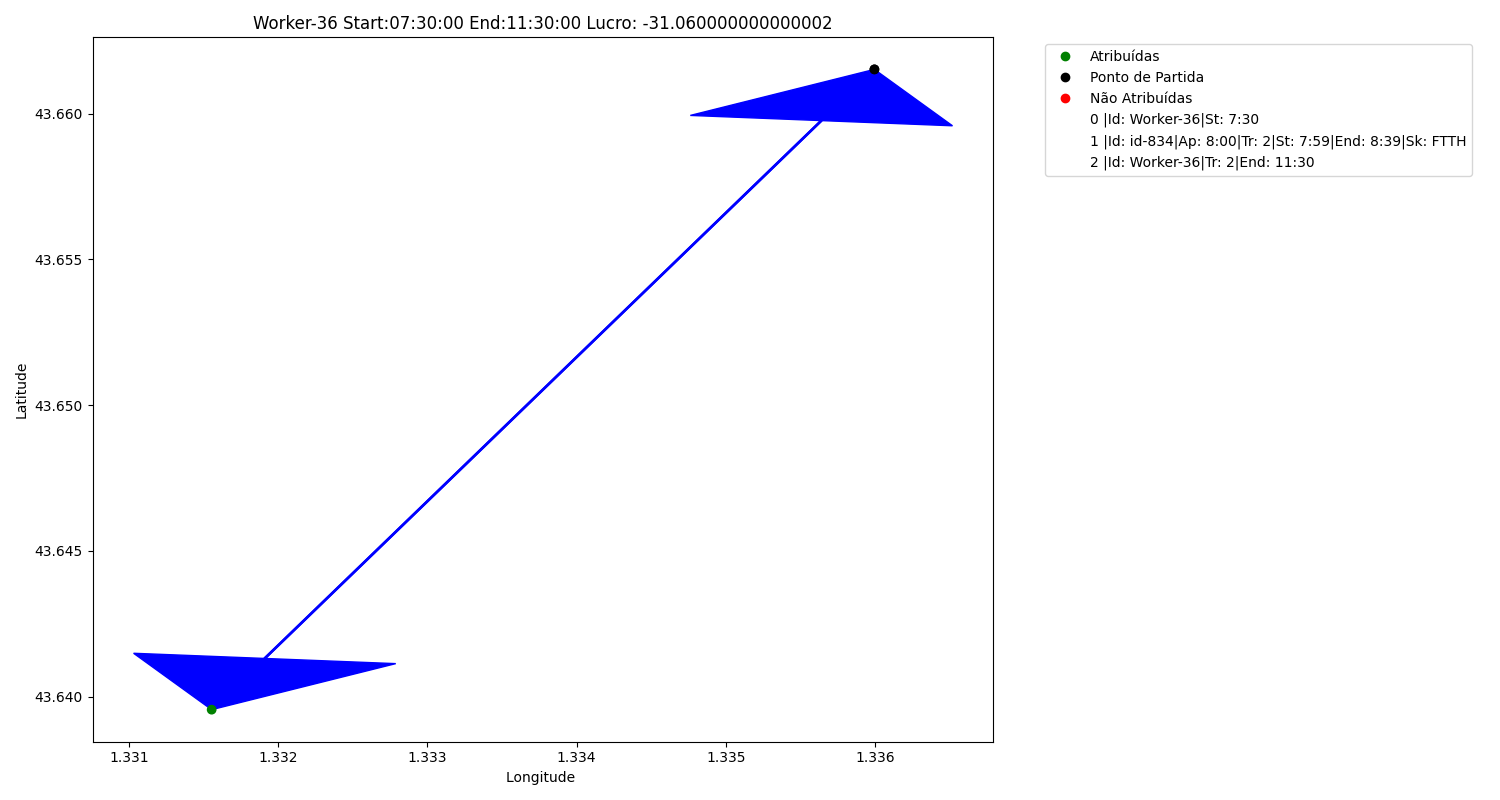 Worker-36 Start:07:30:00 End:11:30:00 Lucro: -31.060000000000002
Atribuídas
Ponto de Partida
Não Atribuídas
0 |Id: Worker-36|St: 7:30
1 |Id: id-834|Ap: 8:00|Tr: 2|St: 7:59|End: 8:39|Sk: FTTH
2 |Id: Worker-36|Tr: 2|End: 11:30
43.660
43.655
43.650
43.645
43.640
Latitude
1.331 1.332 1.333 1.334 1.335 1.336
Longitude